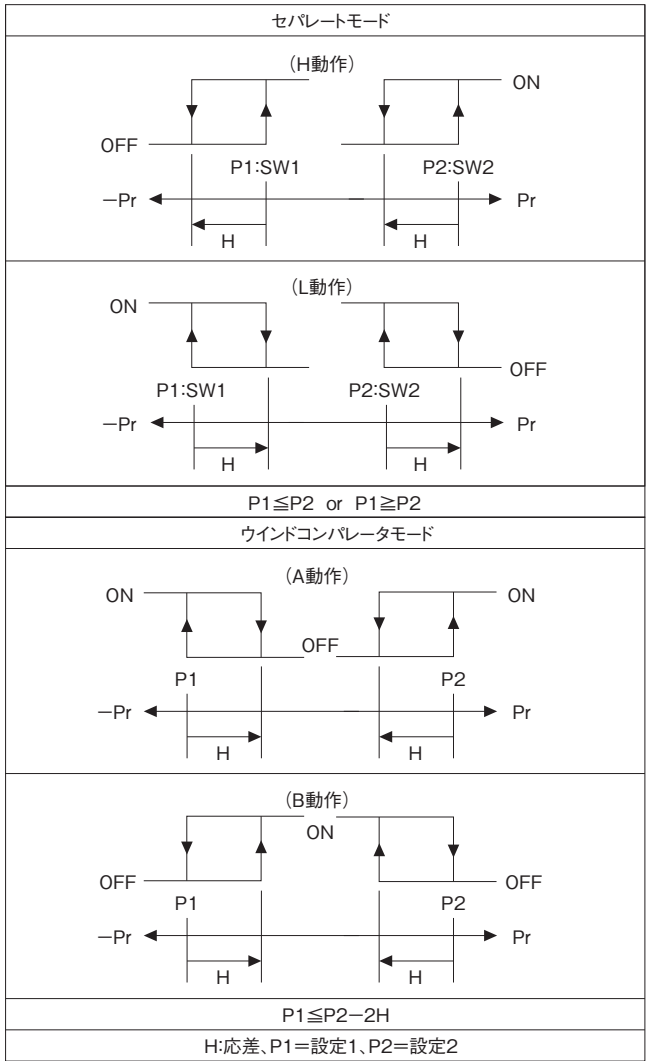 セパレートモード
(H動作)
ON
OFF
P1:SW1
P2:SW2
−Pr
Pr
H
H
(L動作)
ON
OFF
P1:SW1
P2:SW2
−Pr
Pr
H
H
P1≦P2 or P1≧P2
ウインドコンパレータモード
(A動作)
ON
ON
OFF
P1
P2
−Pr
Pr
H
H
(B動作)
ON
OFF
OFF
P1
P2
−Pr
Pr
H
H
P1≦P2−2H
H:応差、P1=設定1、P2=設定2